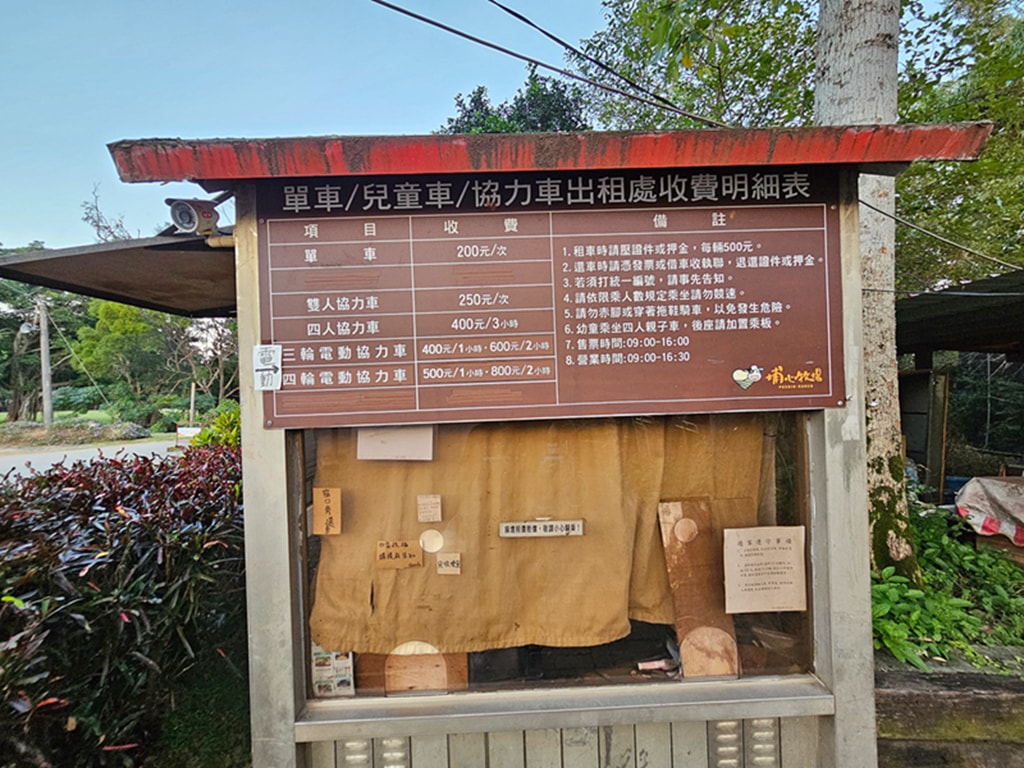 單車/兒童車/協力車出租處收費明細表
項目 收費 備註
單車 200元/次
雙人協力車 250元/次
四人協力車 400元/3小時
三輪電動協力車 400元/1小時・600元/2小時
四輪電動協力車 500元/1小時・800元/2小時
電動
1. 租車時請壓證件或押金，每輛500元。
2. 還車時請憑發票或借車收執聯，退還證件或押金。
3. 若須打統一編號，請事先告知。
4. 請依限乘人數規定乘坐請勿競速。
5. 請勿赤腳或穿著拖鞋騎車，以免發生危險。
6. 幼童乘坐四人親子車，後座請加置乘板。
7. 售票時間:09:00-16:00
8. 營業時間:09:00-16:30
埔心牧場